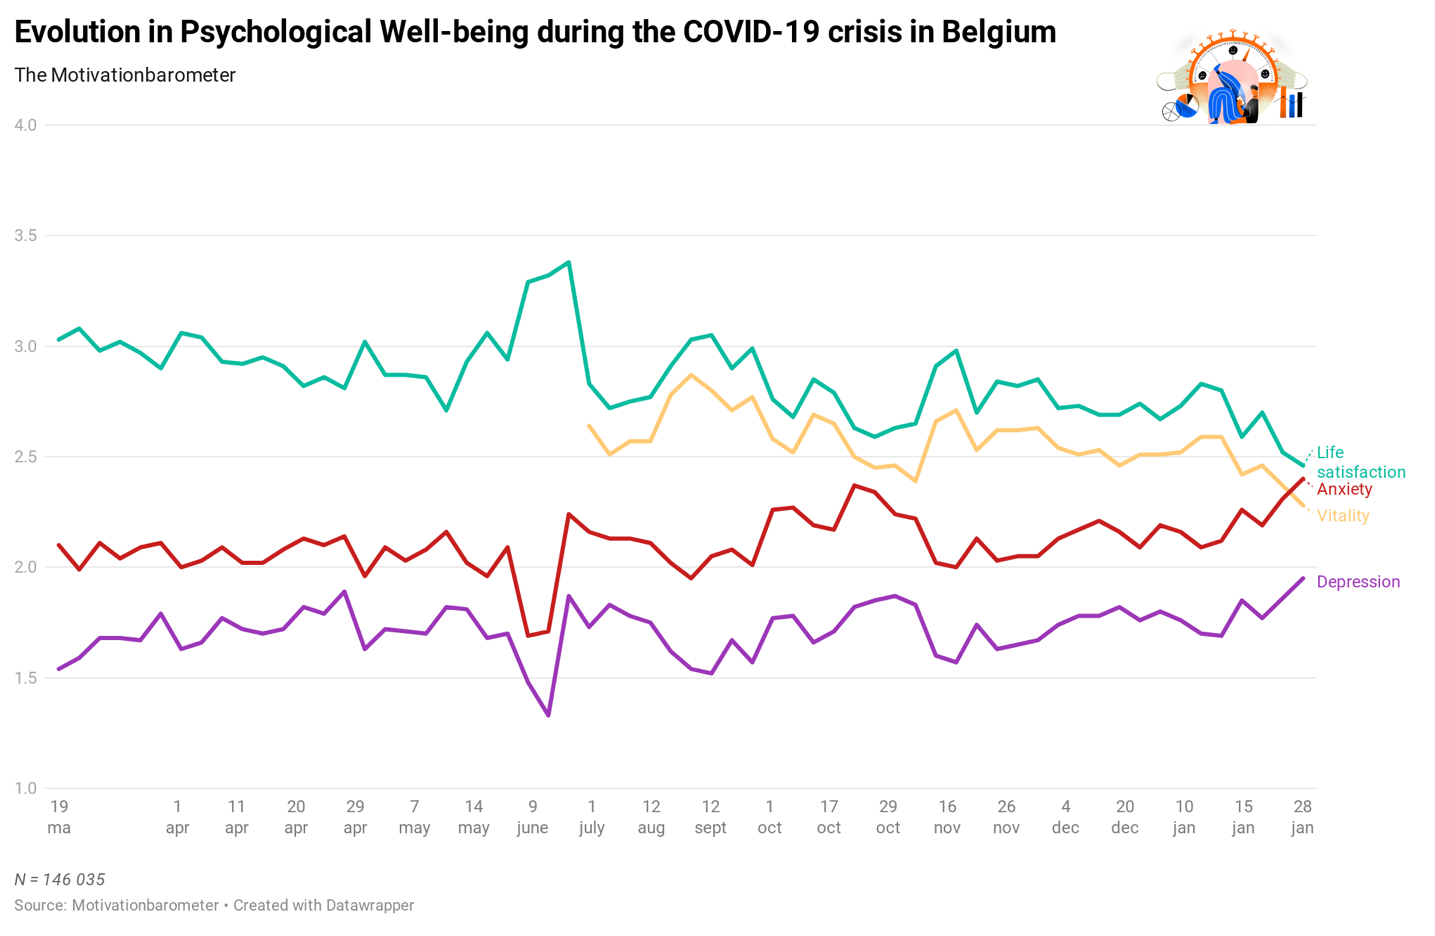 Evolution in Psychological Well-being during the COVID-19 crisis in Belgium
The Motivationbarometer
4.0
3.5
3.0
2.5
2.0
1.5
1.0
Life
satisfaction
Anxiety
Vitality
Depression
19 1 11 20 29 7 14 9 1 12 12 1 17 29 16 26 4 20 10 15 28
ma apr apr apr apr may may june july aug sept oct oct oct nov nov dec dec jan jan jan
N = 146 035
Source: Motivationbarometer • Created with Datawrapper